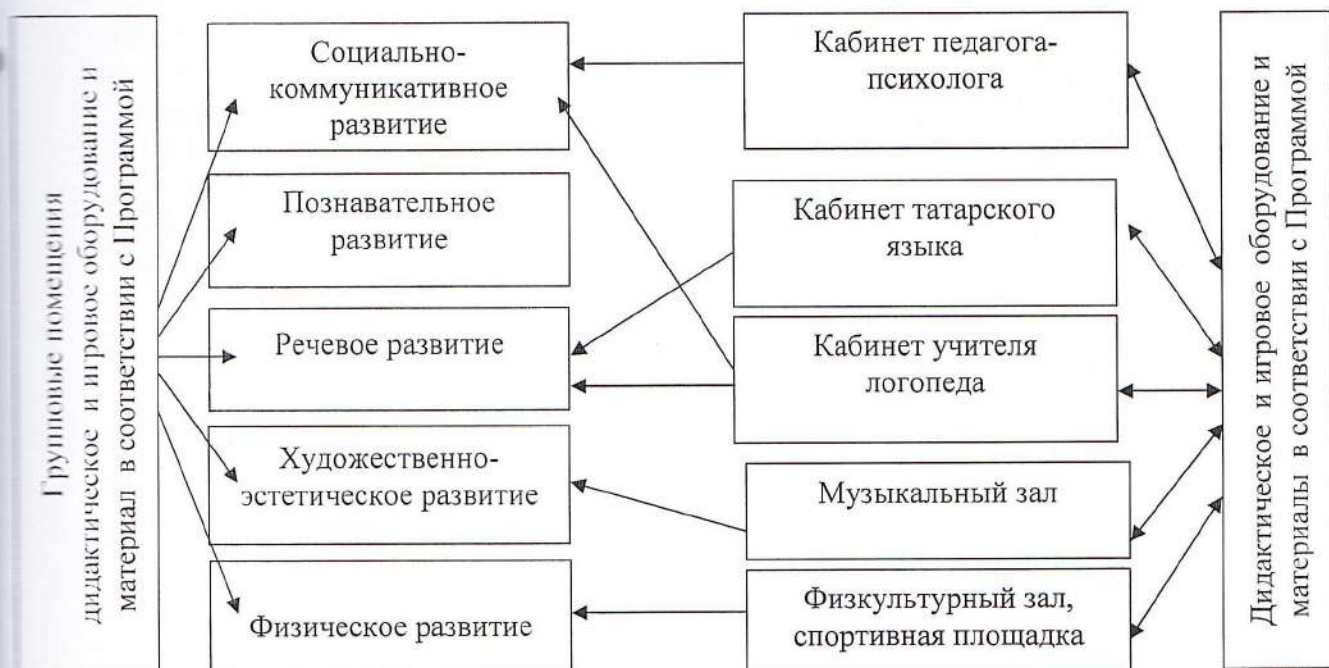 Групповые помещения
дидактическое и игровое оборудование и
материал в соответствии с Программой
Социально-
коммуникативное
развитие
Познавательное
развитие
Речевое развитие
Художественно-
эстетическое развитие
Физическое развитие
Кабинет педагога-
психолога
Кабинет татарского
языка
Кабинет учителя
логопеда
Музыкальный зал
Физкультурный зал,
спортивная площадка
Дидактическое и игровое оборудование и
материалы в соответствии с Программой